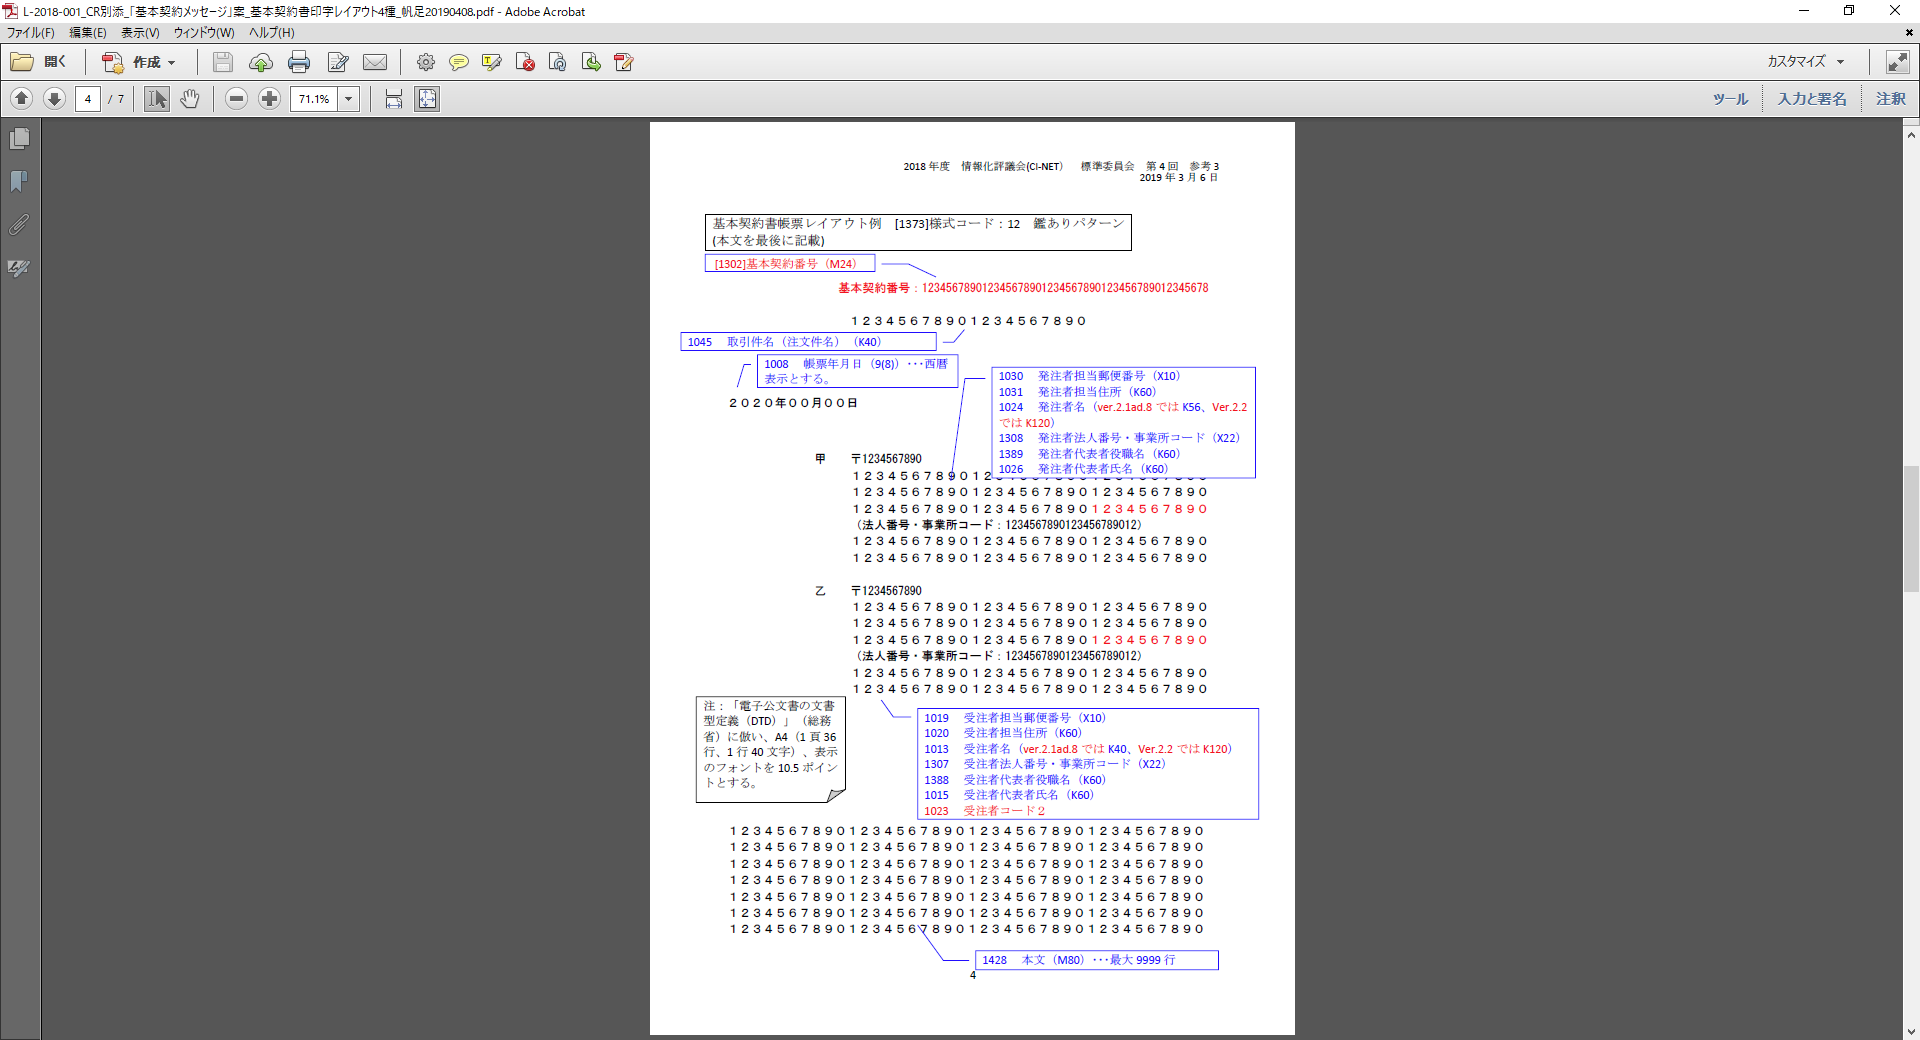 L-2018-001_CR別添_「基本契約メッセージ」案_基本契約書印字レイアウト4種_帆足20190408.pdf - Adobe Acrobat
ファイル(F) 編集(E) 表示(V) ウィンドウ(W) ヘルプ(H)
開く 作成 カスタマイズ
4 / 7 71.1% ツール 入力と署名 注釈
2018 年度 情報化評議会(CI-NET) 標準委員会 第 4 回 参考 3
2019 年 3 月 6 日
基本契約書帳票レイアウト例 [1373]様式コード：12 鑑ありパターン
(本文を最後に記載)
[1302]基本契約番号（M24）
基本契約番号：123456789012345678901234567890123456789012345678
１２３４５６７８９０１２３４５６７８９０
1045 取引件名（注文件名）（K40）
1008 帳票年月日（9(8)）･･･西暦
表示とする。
２０２０年００月００日
1030 発注者担当郵便番号（X10）
1031 発注者担当住所（K60）
1024 発注者名（ver.2.1ad.8 では K56、Ver.2.2
では K120）
1308 発注者法人番号・事業所コード（X22）
1389 発注者代表者役職名（K60）
1026 発注者代表者氏名（K60）
甲 〒1234567890
１２３４５６７８９０１２
１２３４５６７８９０１２３４５６７８９０１２３４５６７８９０
１２３４５６７８９０１２３４５６７８９０１２３４５６７８９０
（法人番号・事業所コード：1234567890123456789012）
１２３４５６７８９０１２３４５６７８９０１２３４５６７８９０
１２３４５６７８９０１２３４５６７８９０１２３４５６７８９０
乙 〒1234567890
１２３４５６７８９０１２３４５６７８９０１２３４５６７８９０
１２３４５６７８９０１２３４５６７８９０１２３４５６７８９０
１２３４５６７８９０１２３４５６７８９０１２３４５６７８９０
（法人番号・事業所コード：1234567890123456789012）
１２３４５６７８９０１２３４５６７８９０１２３４５６７８９０
１２３４５６７８９０１２３４５６７８９０１２３４５６７８９０
注：「電子公文書の文書
型定義（DTD）」（総務
省）に倣い、A4（1 頁 36
行、1 行 40 文字）、表示
のフォントを 10.5 ポイン
トとする。
1019 受注者担当郵便番号（X10）
1020 受注者担当住所（K60）
1013 受注者名（ver.2.1ad.8 では K40、Ver.2.2 では K120）
1307 受注者法人番号・事業所コード（X22）
1388 受注者代表者役職名（K60）
1015 受注者代表者氏名（K60）
1023 受注者コード２
１２３４５６７８９０１２３４５６７８９０１２３４５６７８９０１２３４５６７８９０
１２３４５６７８９０１２３４５６７８９０１２３４５６７８９０１２３４５６７８９０
１２３４５６７８９０１２３４５６７８９０１２３４５６７８９０１２３４５６７８９０
１２３４５６７８９０１２３４５６７８９０１２３４５６７８９０１２３４５６７８９０
１２３４５６７８９０１２３４５６７８９０１２３４５６７８９０１２３４５６７８９０
１２３４５６７８９０１２３４５６７８９０１２３４５６７８９０１２３４５６７８９０
１２３４５６７８９０１２３４５６７８９０１２３４５６７８９０１２３４５６７８９０
1428 本文（M80）･･･最大 9999 行
4